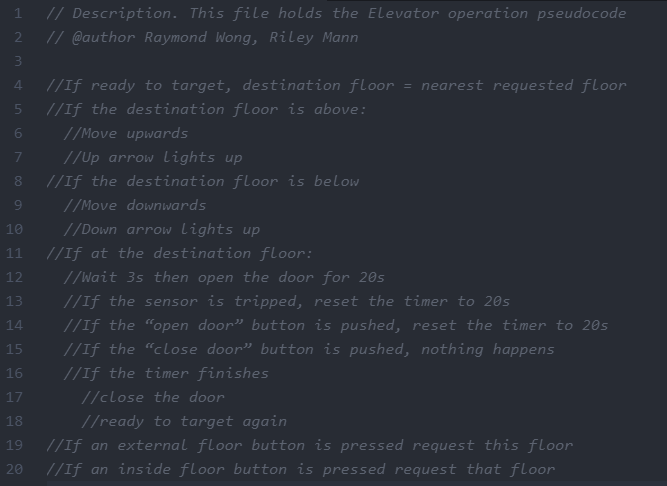 1 // Description. This file holds the Elevator operation pseudocode
2 // @author Raymond Wong, Riley Mann
3
4 //If ready to target, destination floor = nearest requested floor
5 //If the destination floor is above:
6 //Move upwards
7 //Up arrow lights up
8 //If the destination floor is below
9 //Move downwards
10 //Down arrow lights up
11 //If at the destination floor:
12 //Wait 3s then open the door for 20s
13 //If the sensor is tripped, reset the timer to 20s
14 //If the “open door” button is pushed, reset the timer to 20s
15 //If the “close door” button is pushed, nothing happens
16 //If the timer finishes
17 //close the door
18 //ready to target again
19 //If an external floor button is pressed request this floor
20 //If an inside floor button is pressed request that floor